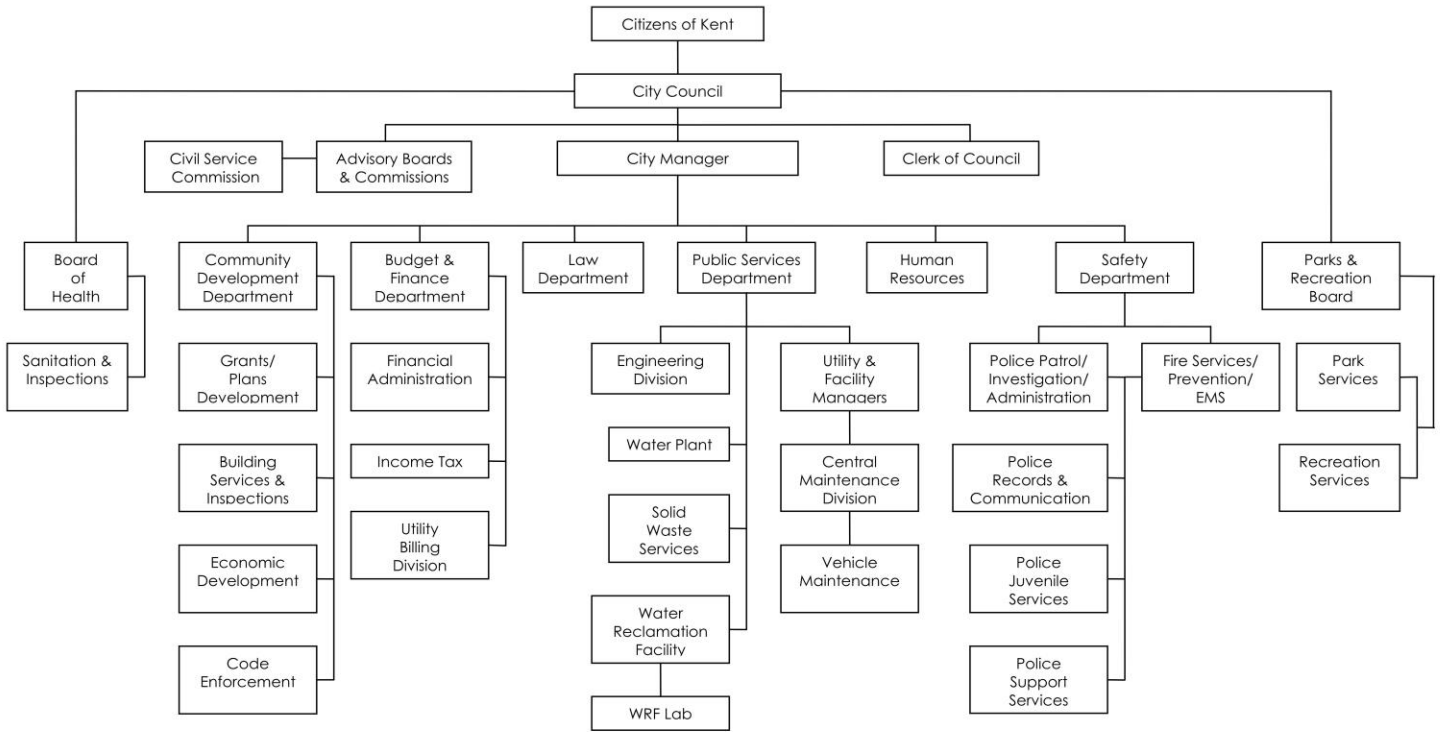 Citizens of Kent
City Council
Civil Service
Commission
Advisory Boards
& Commissions
City Manager
Clerk of Council
Board
of
Health
Community
Development
Department
Budget &
Finance
Department
Law
Department
Public Services
Department
Human
Resources
Safety
Department
Parks &
Recreation
Board
Sanitation &
Inspections
Grants/
Plans
Development
Financial
Administration
Engineering
Division
Utility &
Facility
Managers
Police Patrol/
Investigation/
Administration
Fire Services/
Prevention/
EMS
Park
Services
Building
Services &
Inspections
Income Tax
Water Plant
Central
Maintenance
Division
Police
Records &
Communication
Recreation
Services
Economic
Development
Utility
Billing
Division
Solid
Waste
Services
Vehicle
Maintenance
Police
Juvenile
Services
Code
Enforcement
Water
Reclamation
Facility
Police
Support
Services
WRF Lab